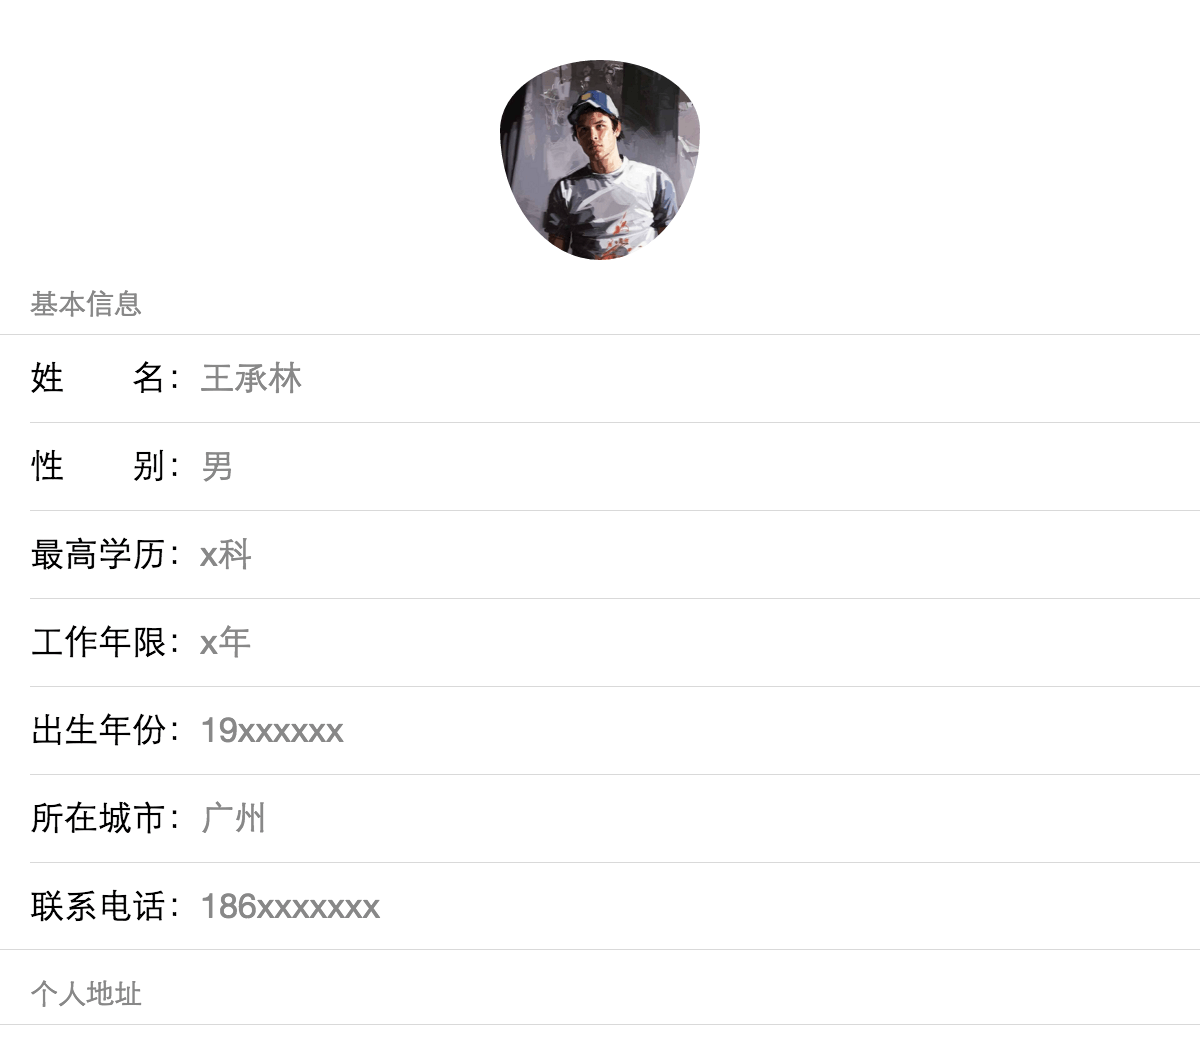 基本信息
姓 名：王承林
性 别：男
最高学历：x科
工作年限：x年
出生年份：19xxxxxx
所在城市：广州
联系电话：186xxxxxxx
个人地址